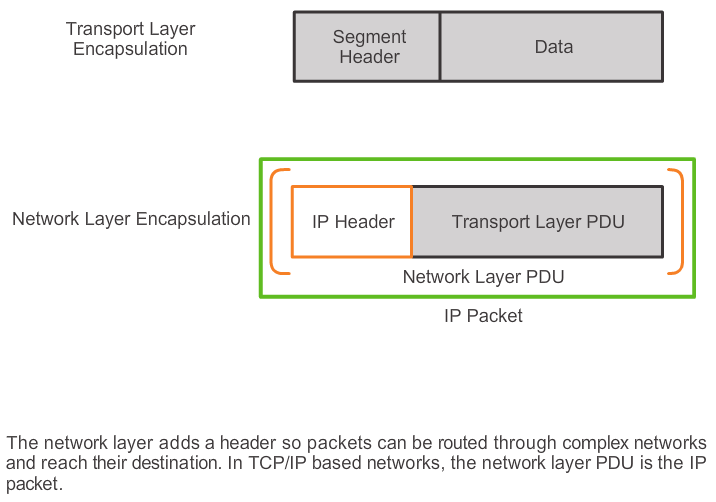 Transport Layer
Encapsulation
Segment
Header
Data
Network Layer Encapsulation
IP Header
Transport Layer PDU
Network Layer PDU
IP Packet
The network layer adds a header so packets can be routed through complex networks
and reach their destination. In TCP/IP based networks, the network layer PDU is the IP
packet.